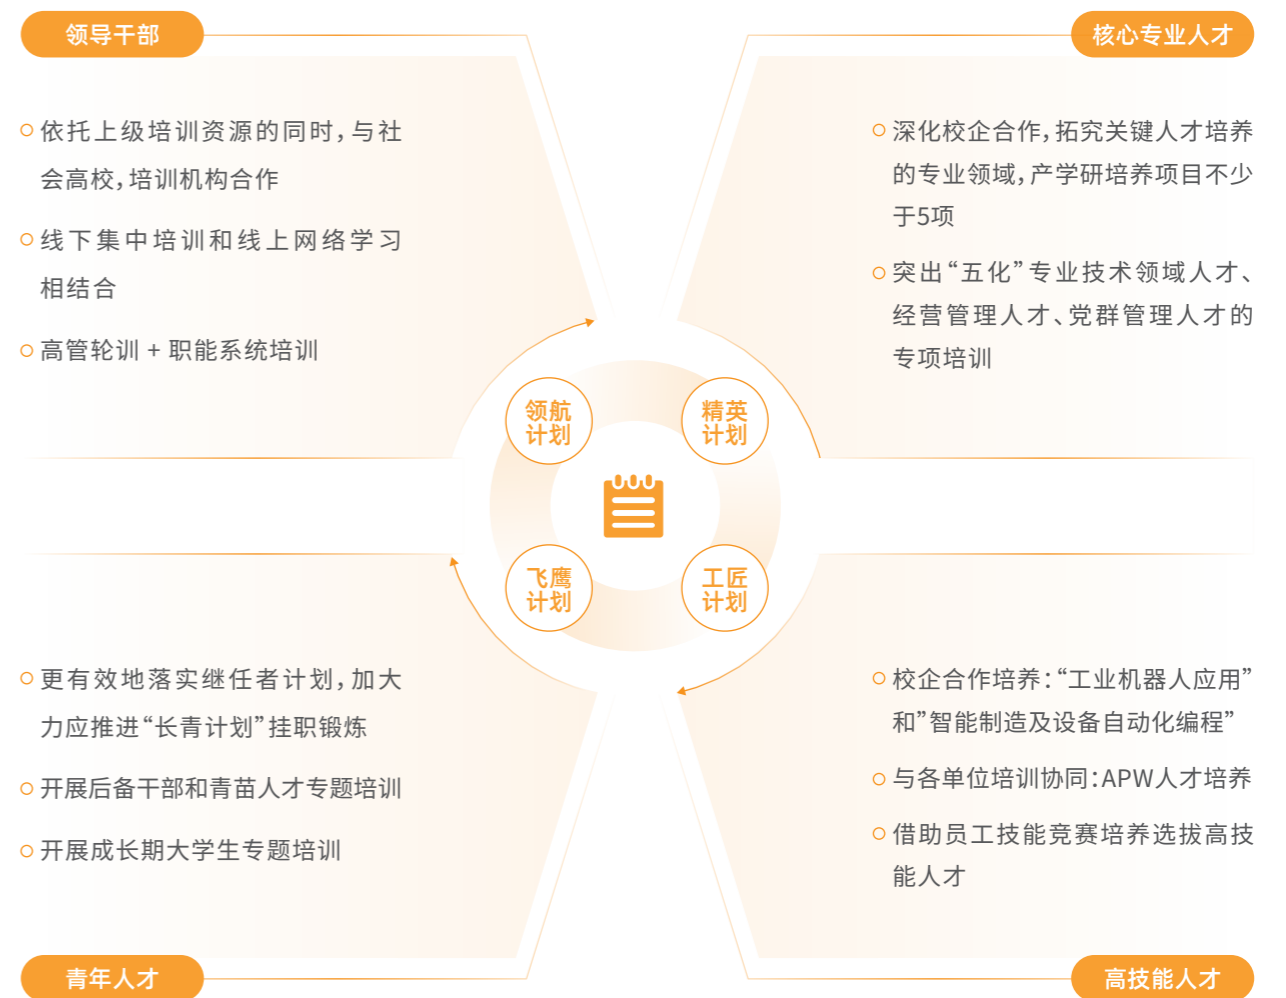 领导干部
依托上级培训资源的同时，与社
会高校，培训机构合作
线下集中培训和线上网络学习
相结合
高管轮训 + 职能系统培训
核心专业人才
深化校企合作，拓究关键人才培养
的专业领域，产学研培养项目不少
于5项
突出“五化”专业技术领域人才、
经营管理人才、党群管理人才的
专项培训
领航
计划
精英
计划
飞鹰
计划
工匠
计划
更有效地落实继任者计划，加大
力应推进“长青计划”挂职锻炼
开展后备干部和青苗人才专题培训
开展成长期大学生专题培训
青年人才
校企合作培养：“工业机器人应用”
和”智能制造及设备自动化编程”
与各单位培训协同：APW人才培养
借助员工技能竞赛培养选拔高技
能人才
高技能人才